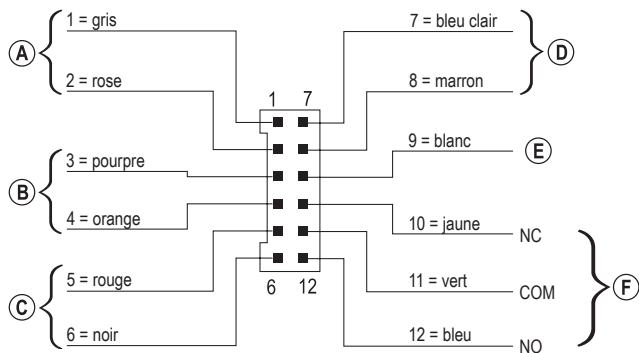 1 = gris
A
2 = rose
3 = pourpre
B
4 = orange
5 = rouge
C
6 = noir
1 7
6 12
7 = bleu clair
D
8 = marron
9 = blanc
E
10 = jaune
NC
11 = vert
COM
F
12 = bleu
NO